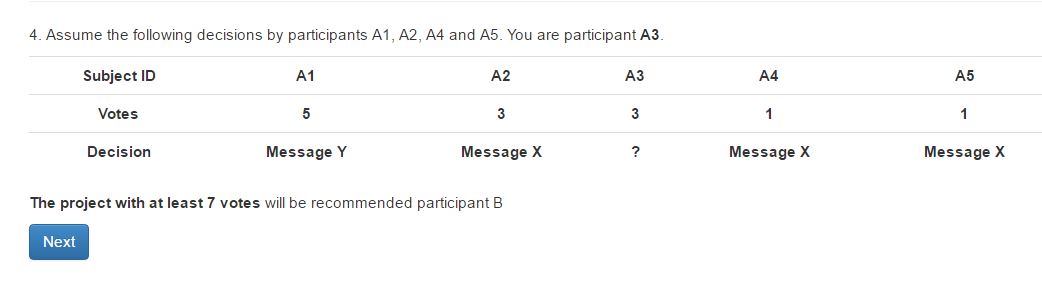 4. Assume the following decisions by participants A1, A2, A4 and A5. You are participant A3.
Subject ID A1 A2 A3 A4 A5
Votes 5 3 3 1 1
Decision Message Y Message X ? Message X Message X
The project with at least 7 votes will be recommended participant B
Next